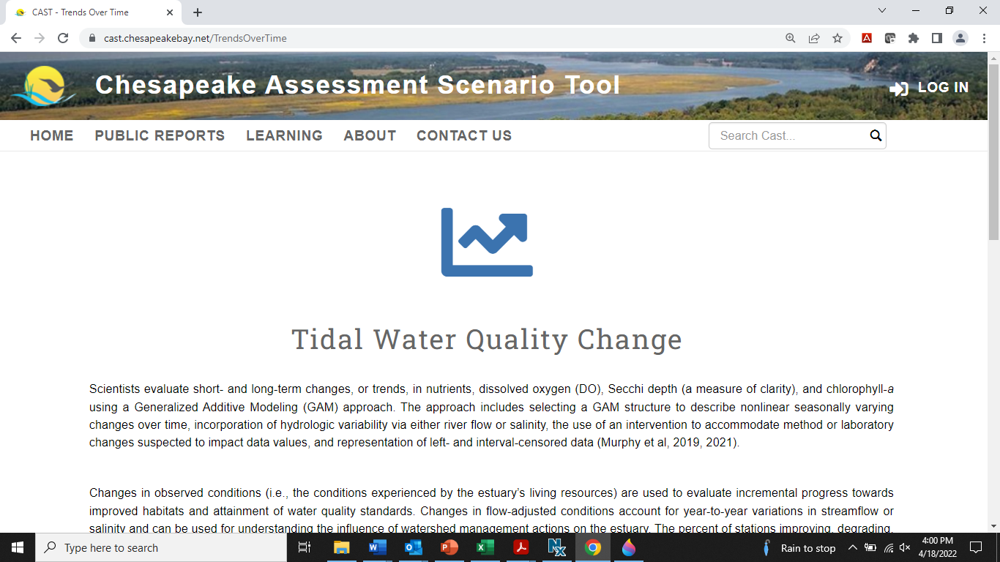 CAST - Trends Over Time
cast.chesapeakebay.net/TrendsOverTime
Chesapeake Assessment Scenario Tool
LOG IN
HOME PUBLIC REPORTS LEARNING ABOUT CONTACT US
Search Cast...
Tidal Water Quality Change
Scientists evaluate short- and long-term changes, or trends, in nutrients, dissolved oxygen (DO), Secchi depth (a measure of clarity), and chlorophyll-a
using a Generalized Additive Modeling (GAM) approach. The approach includes selecting a GAM structure to describe nonlinear seasonally varying
changes over time, incorporation of hydrologic variability via either river flow or salinity, the use of an intervention to accommodate method or laboratory
changes suspected to impact data values, and representation of left- and interval-censored data (Murphy et al, 2019, 2021).
Changes in observed conditions (i.e., the conditions experienced by the estuary's living resources) are used to evaluate incremental progress towards
improved habitats and attainment of water quality standards. Changes in flow-adjusted conditions account for year-to-year variations in streamflow or
salinity and can be used for understanding the influence of watershed management actions on the estuary. The percent of stations improving, degrading,
Type here to search
Rain to stop
4:00 PM
4/18/2022